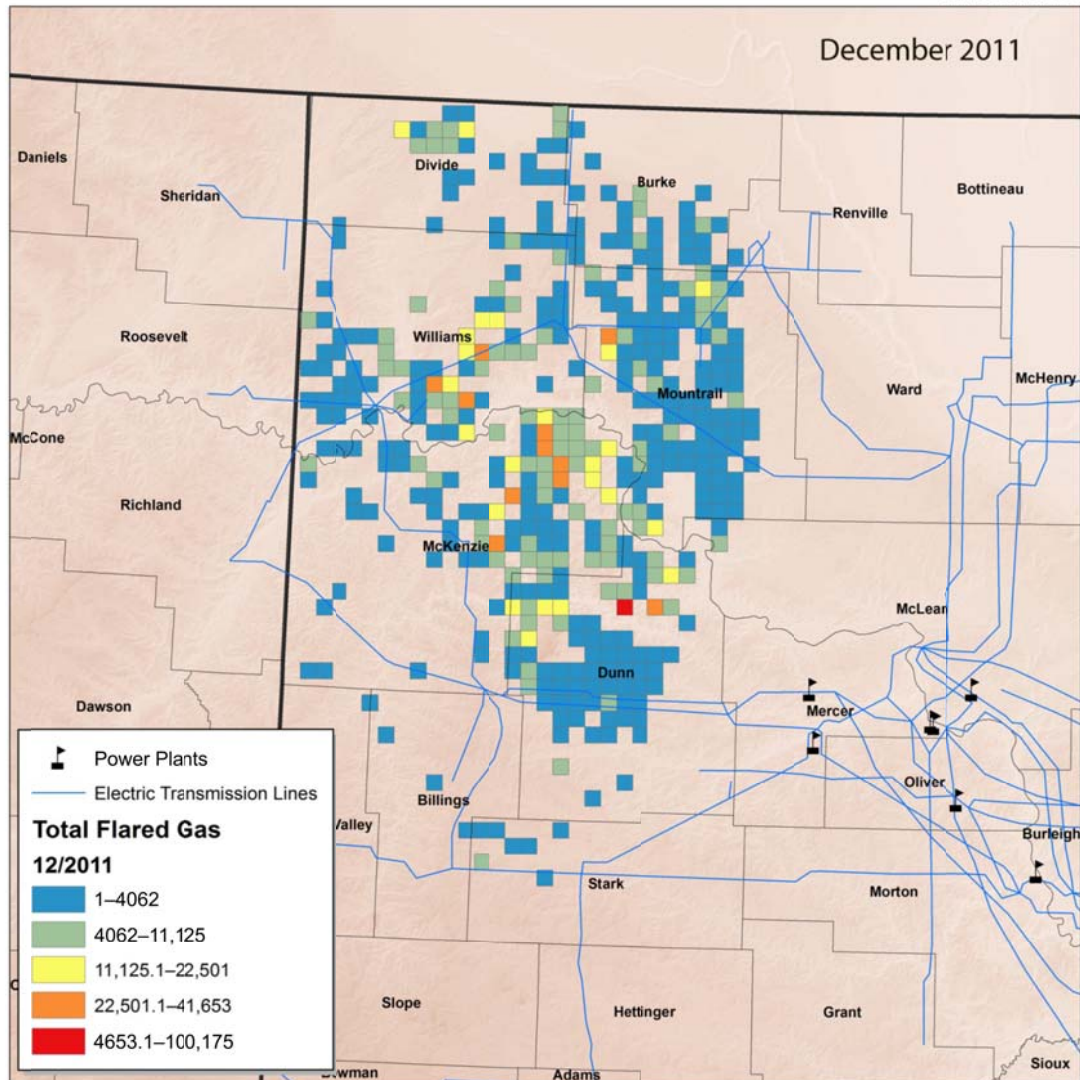 December 2011
Daniels
Sheridan
Divide
Burke
Renville
Bottineau
Roosevelt
Williams
Mountrail
Ward
McHenry
McCone
Richland
McKenzie
McLean
Dawson
Dunn
Mercer
Oliver
Billings
Valley
Burleigh
Stark
Morton
Slope
Hettinger
Grant
Sioux
Adams
Power Plants
Electric Transmission Lines
Total Flared Gas
12/2011
1–4062
4062–11,125
11,125.1–22,501
22,501.1–41,653
4653.1–100,175